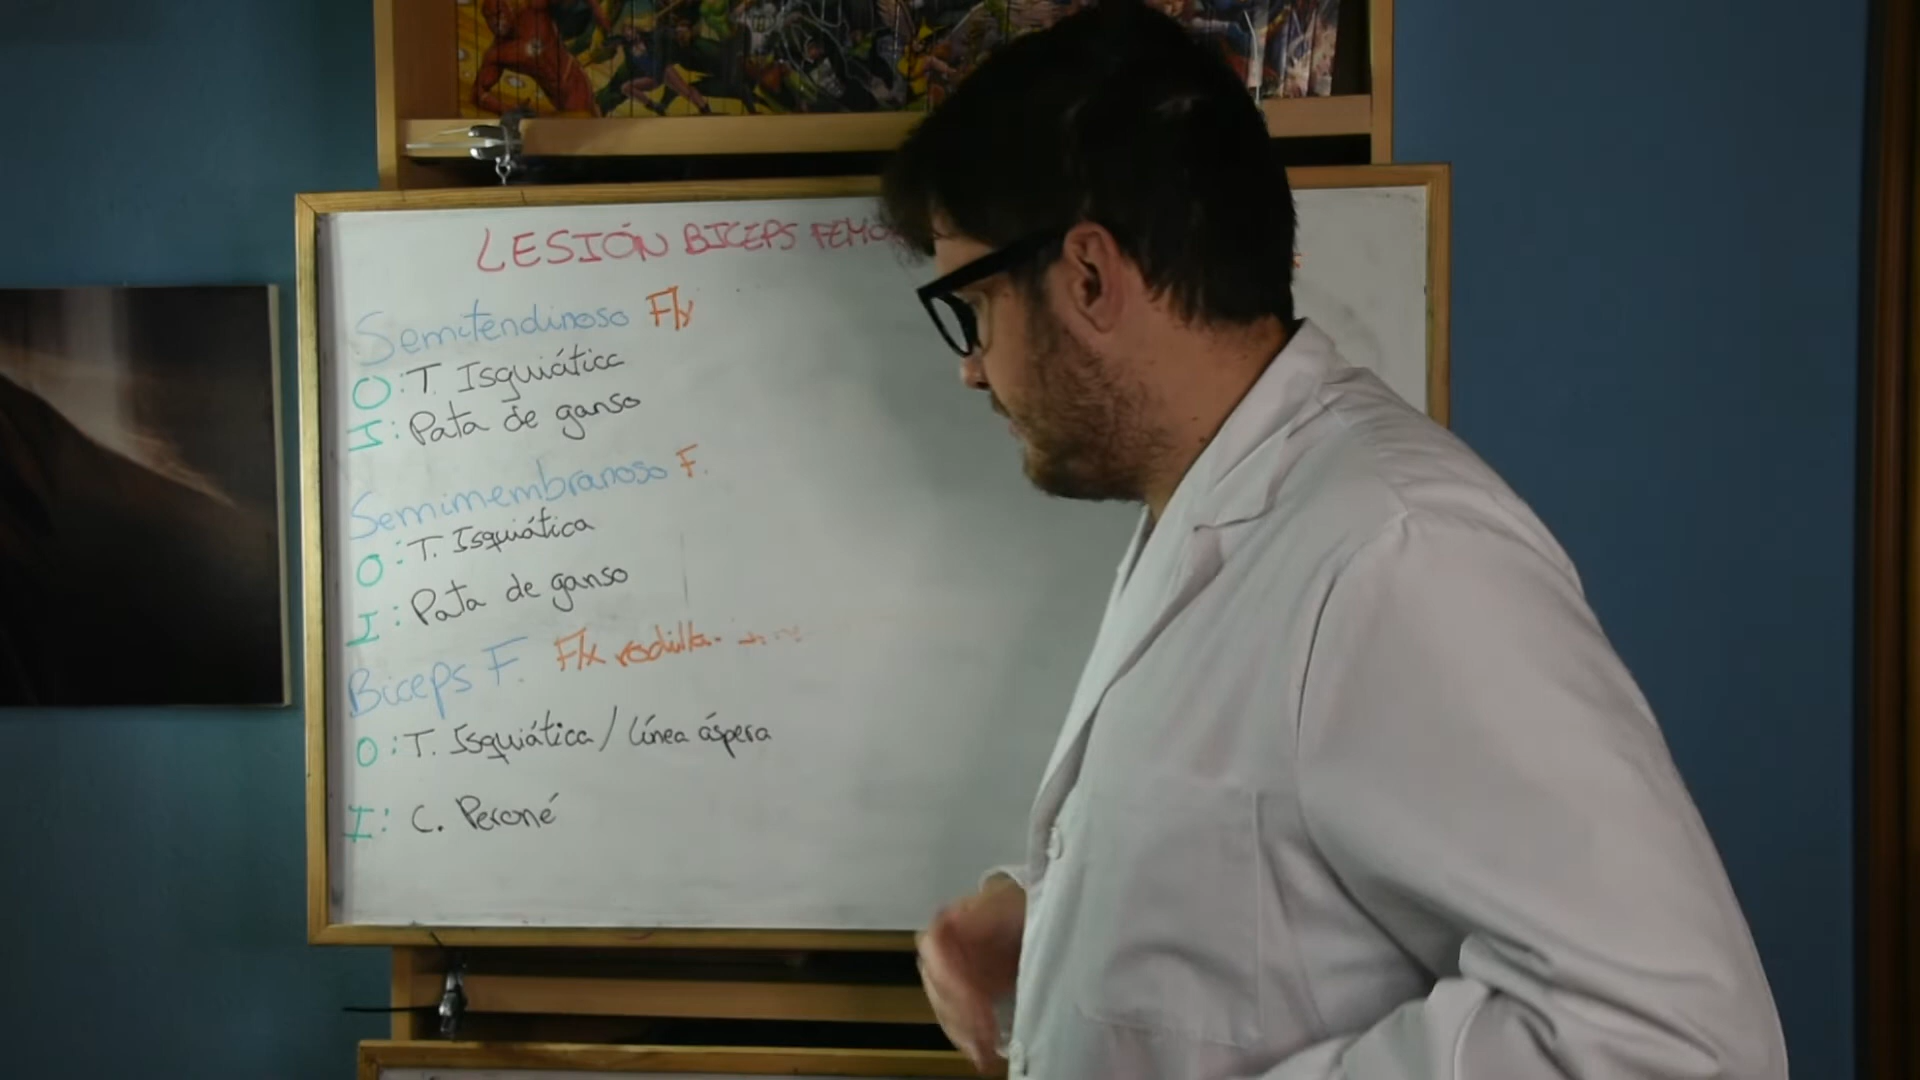 LESIÓN BICEPS FEMO
Semitendinoso Flx
O: T. Isquiática
I: Pata de ganso
Semimembranoso F.
O: T. Isquiática
I: Pata de ganso
Biceps F. Flx rodilla.
O: T. Isquiática / línea áspera
I: C. Peroné